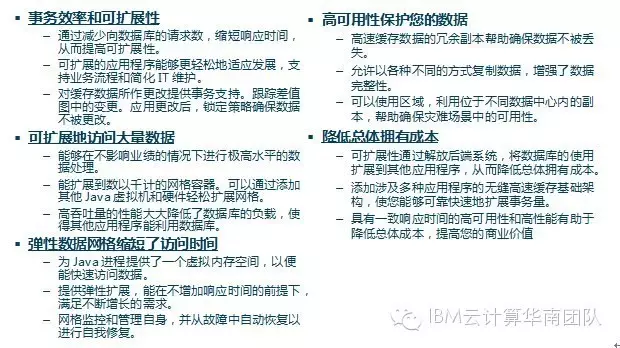 • 事务效率和可扩展性
— 通过减少向数据库的请求数，缩短响应时间，
从而提高可扩展性。
— 可扩展的应用程序能够更轻松地适应发展，支
持业务流程和简化 IT 维护。
— 对缓存数据所作更改提供事务支持。跟踪差值
图中的变更。应用更改后，锁定策略确保数据
不被更改。
• 可扩展地访问大量数据
— 能够在不影响业绩的情况下进行极高水平的数
据处理。
— 能扩展到数以千计的网格容器。可以通过添加
其他 Java 虚拟机和硬件轻松扩展网格。
— 高吞吐量的性能大大降低了数据库的负载，使
得其他应用程序能利用数据库。
• 弹性数据网格缩短了访问时间
— 为 Java 进程提供了一个虚拟内存空间，以便
能快速访问数据。
— 提供弹性扩展，能在不增加响应时间的前提下，
满足不断增长的需求。
— 网格监控和管理自身，并从故障中自动恢复以
进行自我修复。
• 高可用性保护您的数据
— 高速缓存数据的冗余副本帮助确保数据不被丢
失。
— 允许以各种不同的方式复制数据，增强了数据
完整性。
— 可以使用区域，利用位于不同数据中心内的副
本，帮助确保灾难场景中的可用性。
• 降低总体拥有成本
— 可扩展性通过解放后端系统，将数据库的使用
扩展到其他应用程序，从而降低总体拥有成本。
— 添加涉及多种应用程序的无缝高速缓存基础架
构，使您能够可靠快速地扩展事务量。
— 具有一致响应时间的高可用性和高性能有助于
降低总体成本，提高您的商业价值
IBM云计算华南团队